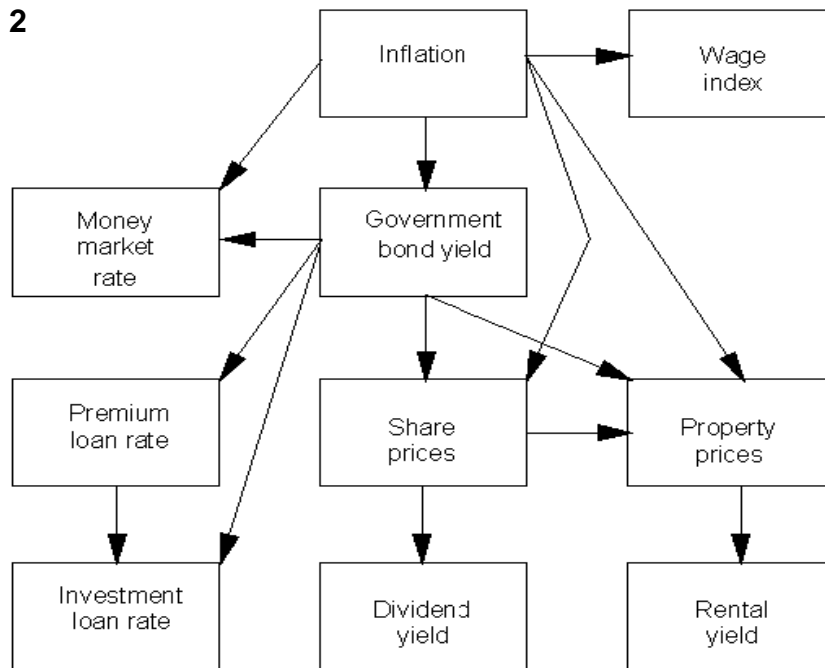 2
Inflation
Wage
index
Money
market
rate
Government
bond yield
Premium
loan rate
Share
prices
Property
prices
Investment
loan rate
Dividend
yield
Rental
yield